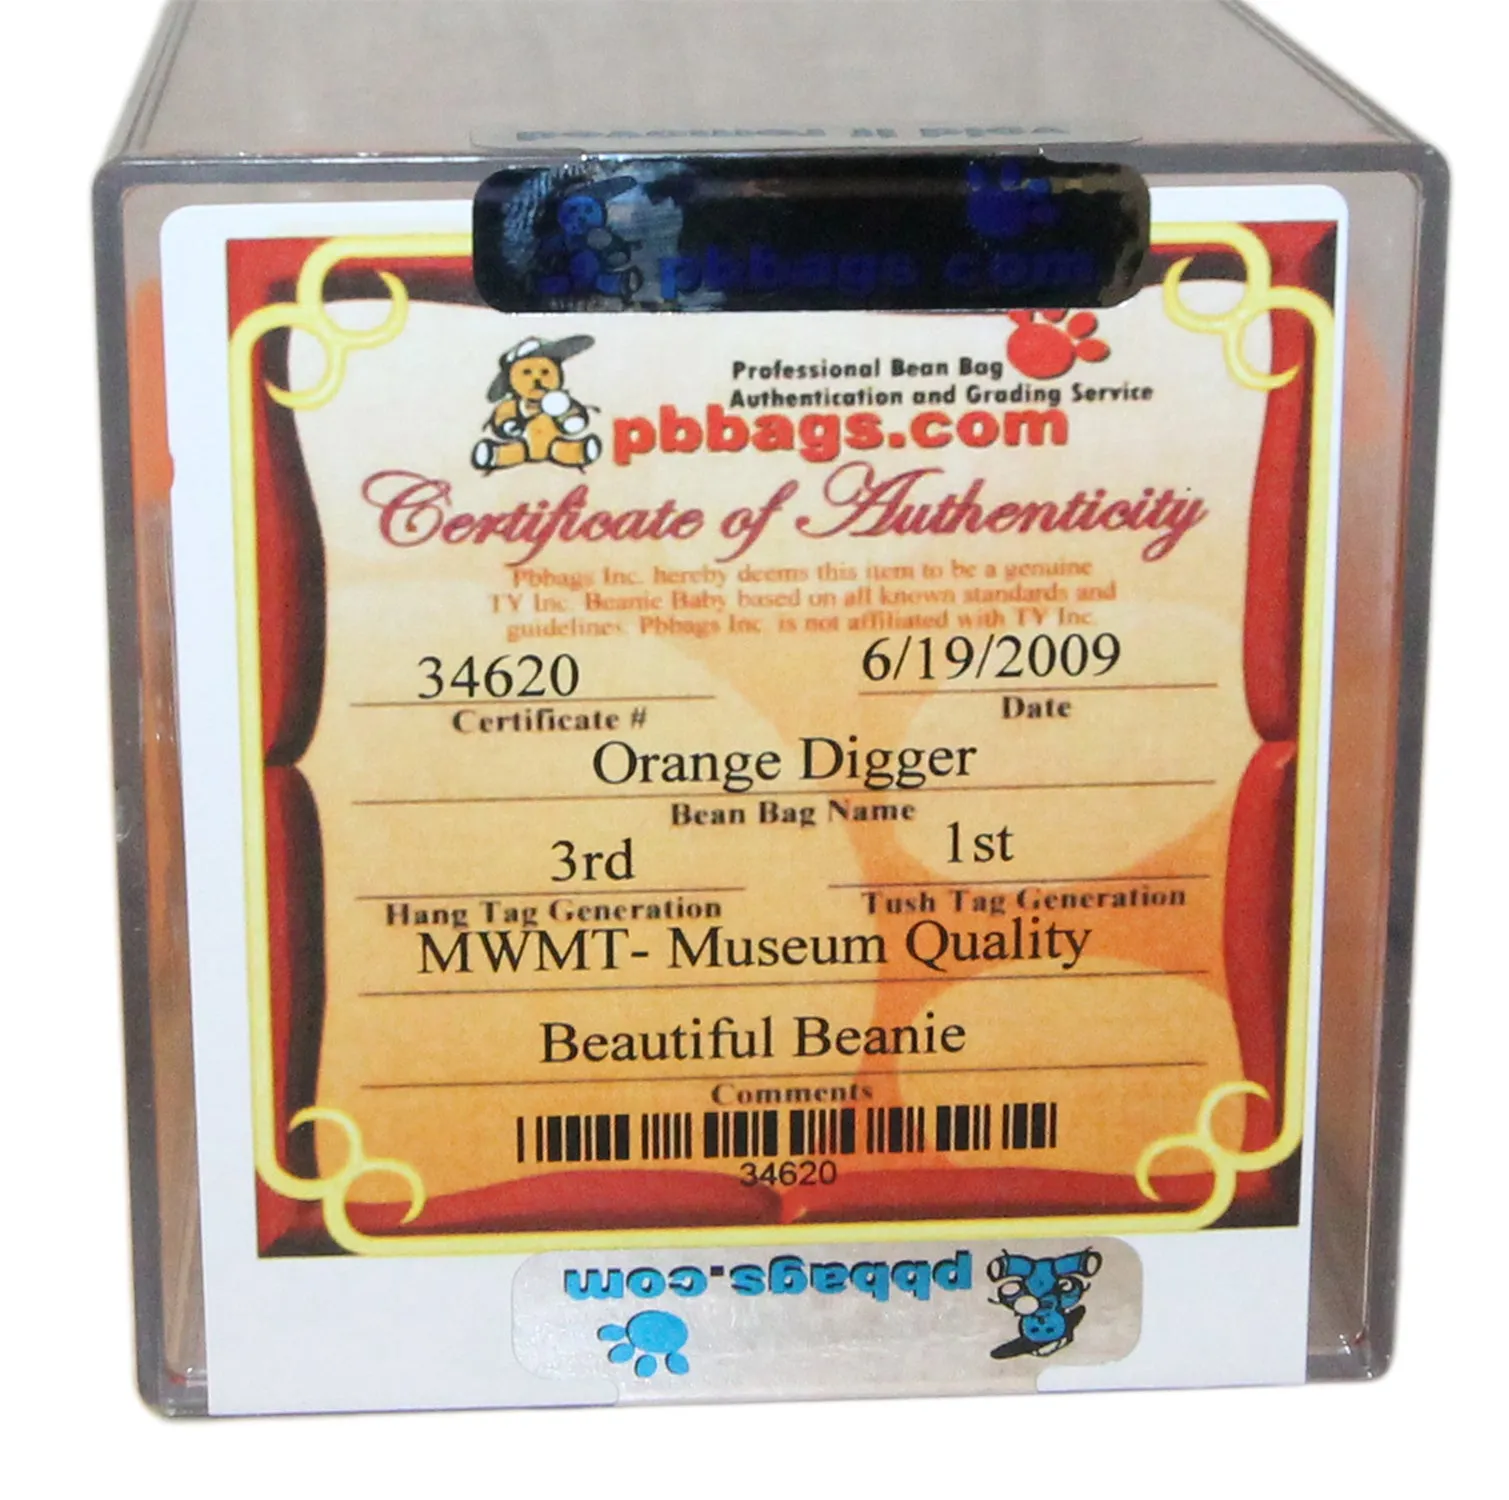 pbbags.com
Professional Bean Bag
Authentication and Grading Service
pbbags.com
Certificate of Authenticity
Pbbags Inc. hereby deems this item to be a genuine
TY Inc. Beanie Baby based on all known standards and
guidelines. Pbbags Inc. is not affiliated with TY Inc.
34620 6/19/2009
Certificate # Date
Orange Digger
Bean Bag Name
3rd 1st
Hang Tag Generation Tush Tag Generation
MWMT- Museum Quality
Beautiful Beanie
Comments
34620
pbbags.com